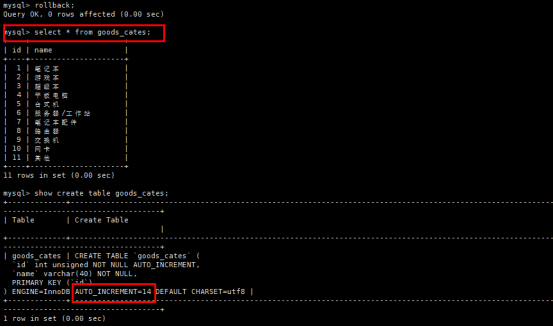 mysql> rollback;
Query OK, 0 rows affected (0.00 sec)
mysql> select * from goods_cates;
+----+---------------------+
| id | name |
+----+---------------------+
| 1 | 笔记本 |
| 2 | 游戏本 |
| 3 | 超级本 |
| 4 | 平板电脑 |
| 5 | 台式机 |
| 6 | 服务器/工作站 |
| 7 | 笔记本配件 |
| 8 | 路由器 |
| 9 | 交换机 |
| 10 | 网卡 |
| 11 | 其他 |
+----+---------------------+
11 rows in set (0.00 sec)
mysql> show create table goods_cates;
| Table | Create Table
|
| goods_cates | CREATE TABLE `goods_cates` (
`id` int unsigned NOT NULL AUTO_INCREMENT,
`name` varchar(40) NOT NULL,
PRIMARY KEY (`id`)
) ENGINE=InnoDB AUTO_INCREMENT=14 DEFAULT CHARSET=utf8 |
1 row in set (0.00 sec)